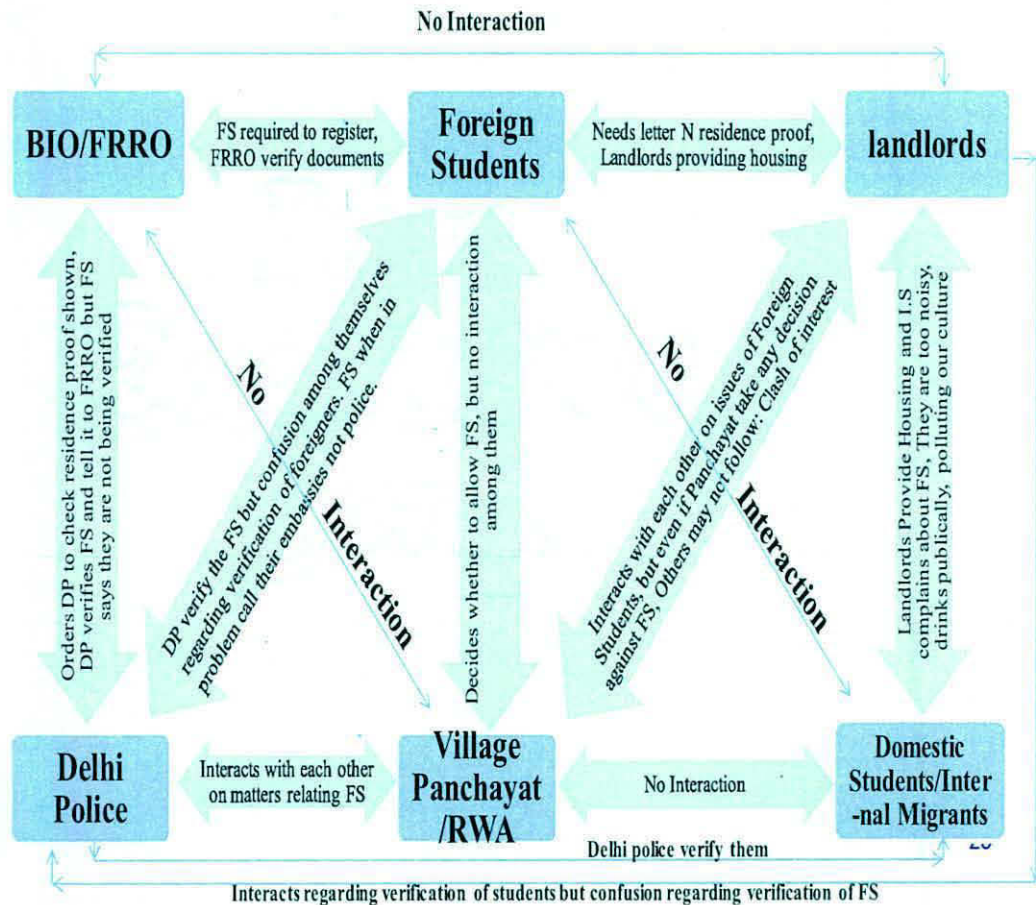 No Interaction
BIO/FRRO
FS required to register,
FRRO verify documents
Foreign
Students
Needs letter N residence proof,
Landlords providing housing
landlords
Orders DP to check residence proof shown,
DP verifies FS and tell it to FRRO but FS
says they are not being verified
DP verify the FS but confusion among themselves
regarding verification of foreigners. FS when in
problem call their embassies not police.
No
Interaction
Decides whether to allow FS, but no interaction
among them
Interacts with each other on issues of Foreign
Students, but even if Panchayat take any decision
against FS, Others may not follow: Clash of interest
No
Interaction
Landlords Provide Housing and I.S
complains about FS, They are too noisy,
drinks publically, polluting our culture
Delhi
Police
Interacts with each other
on matters relating FS
Village
Panchayat
/RWA
No Interaction
Domestic
Students/Inter
-nal Migrants
Delhi police verify them
Interacts regarding verification of students but confusion regarding verification of FS